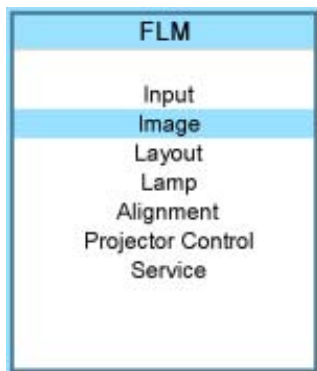 FLM
Input
Image
Layout
Lamp
Alignment
Projector Control
Service